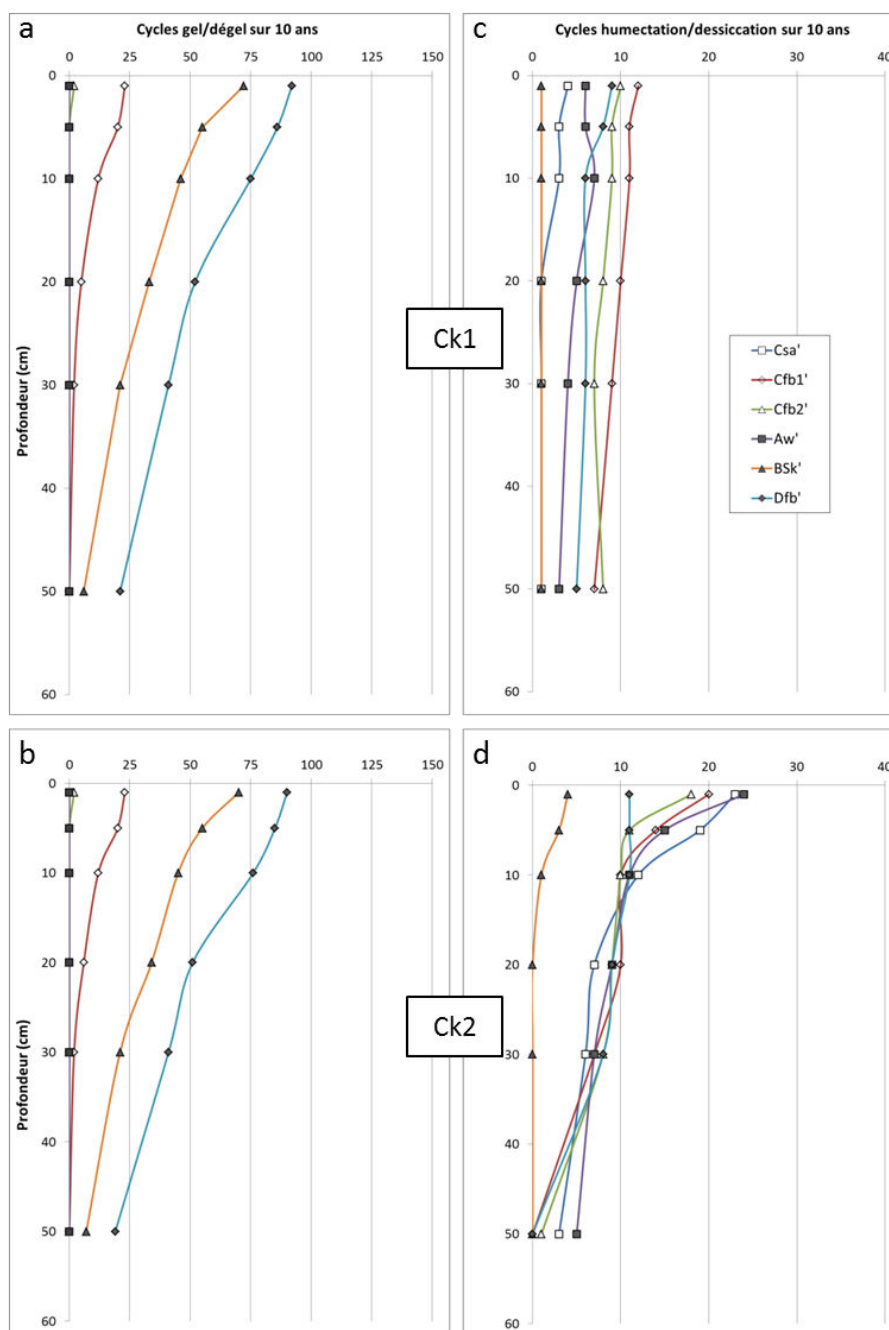 a
Cycles gel/dégel sur 10 ans
0 25 50 75 100 125 150
0
10
20
30
40
50
60
Profondeur (cm)
c
Cycles humectation/dessiccation sur 10 ans
0 10 20 30 40
0
10
20
30
40
50
60
Ck1
Csa'
Cfb1'
Cfb2'
Aw'
BSk'
Dfb'
b
0 25 50 75 100 125 150
0
10
20
30
40
50
60
Profondeur (cm)
d
0 10 20 30 40
0
10
20
30
40
50
60
Ck2